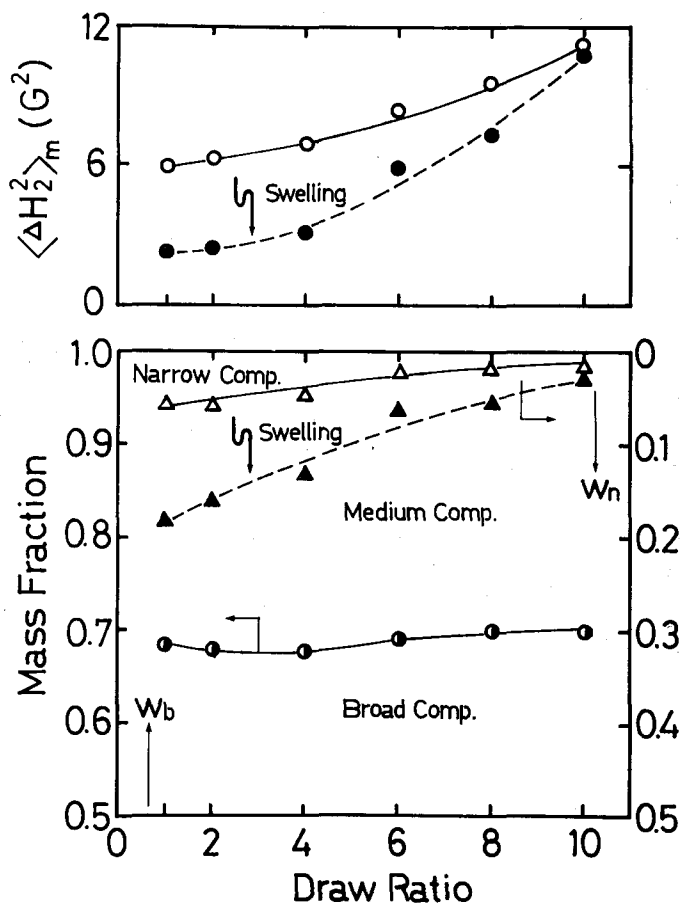 12
6
0
⟨ΔH₂²⟩ₘ (G²)
Swelling
1.0
0.9
0.8
0.7
0.6
0.5
Mass Fraction
Narrow Comp.
Swelling
Medium Comp.
Broad Comp.
Wb
Wn
0
0.1
0.2
0.3
0.4
0.5
0
2
4
6
8
10
Draw Ratio